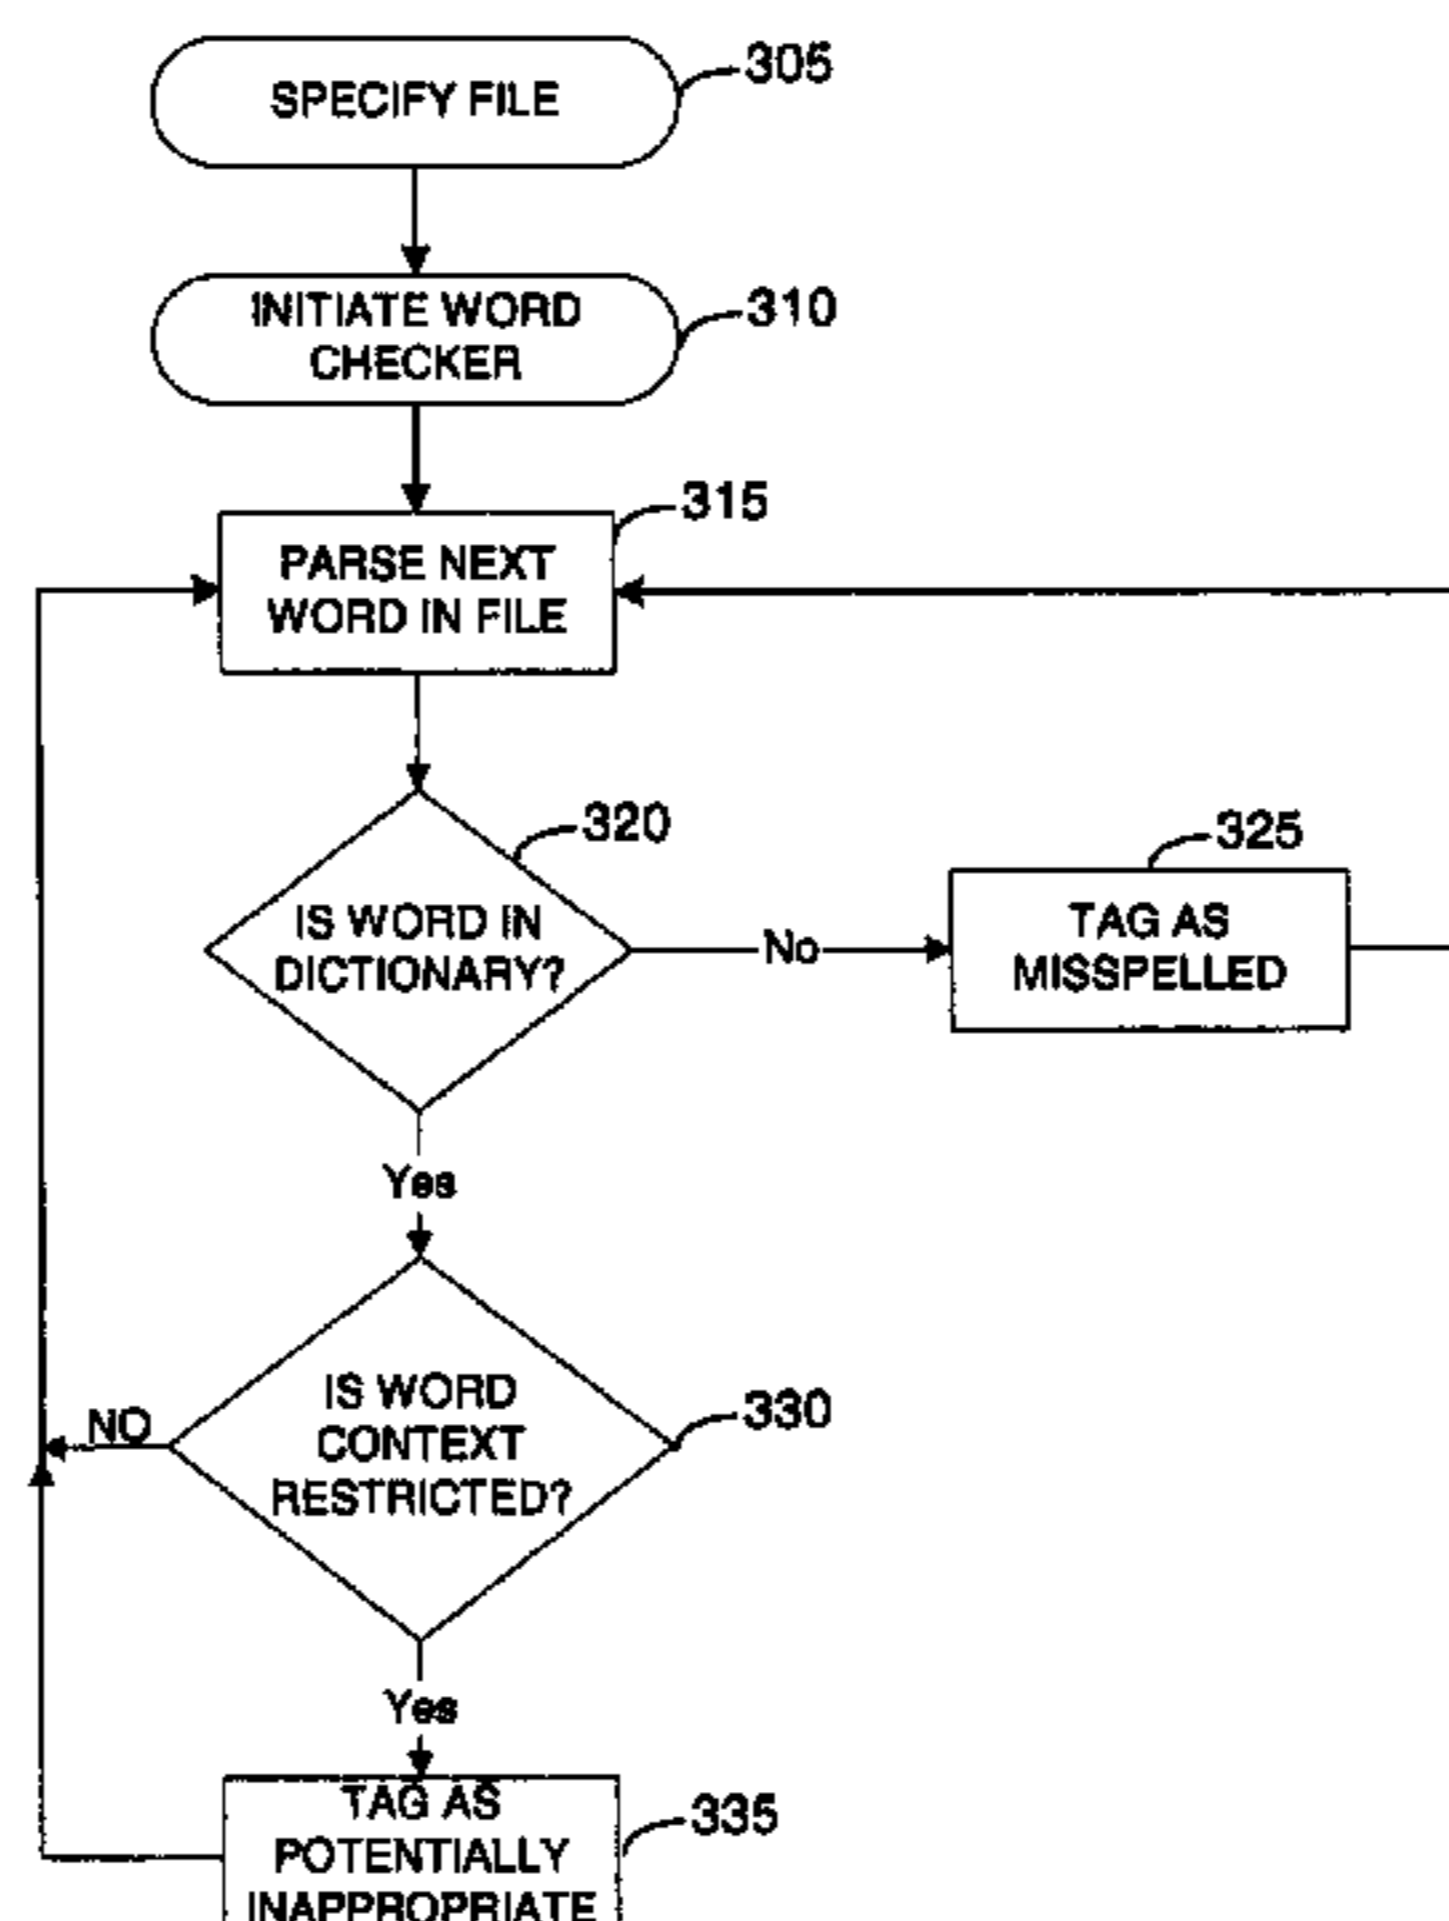 SPECIFY FILE
305
INITIATE WORD
CHECKER
310
315
PARSE NEXT
WORD IN FILE
320
325
IS WORD IN
DICTIONARY?
No
TAG AS
MISSPELLED
Yes
IS WORD
CONTEXT
RESTRICTED?
NO
330
Yes
TAG AS
POTENTIALLY
INAPPROPRIATE
335